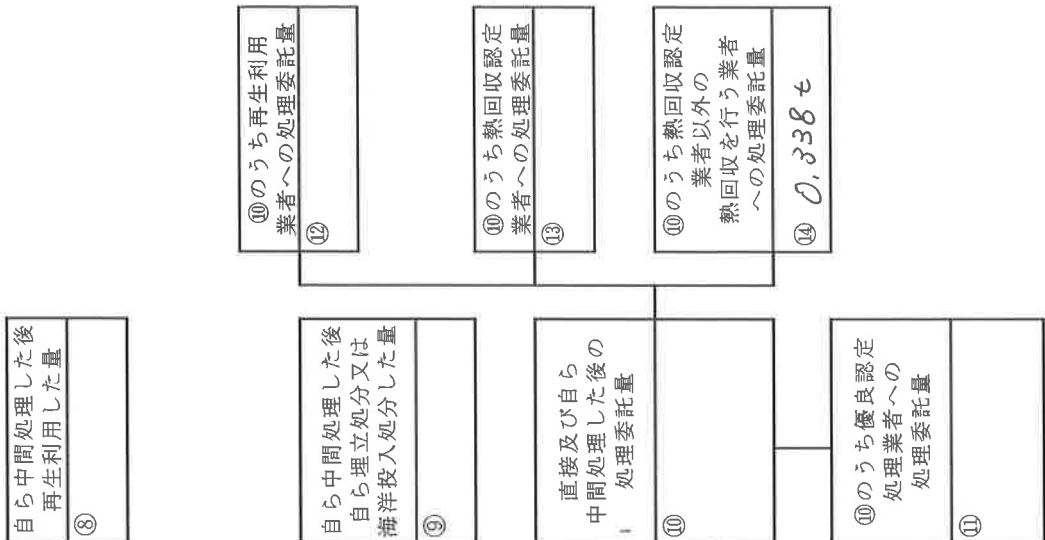 自ら中間処理した後
再生利用した量
⑧
自ら中間処理した後
自ら埋立処分又は
海洋投入処分した量
⑨
直接及び自ら
中間処理した後の
処理委託量
⑩
⑩のうち優良認定
処理業者への
処理委託量
⑪
⑩のうち再生利用
業者への処理委託量
⑫
⑩のうち熱回収認定
業者への処理委託量
⑬
⑩のうち熱回収認定
業者以外の
熱回収を行う業者
への処理委託量
⑭ 0.338 t